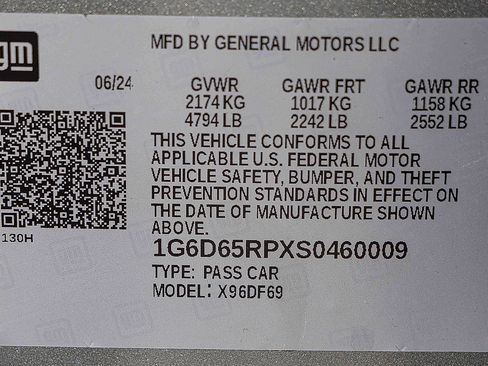 gm
MFD BY GENERAL MOTORS LLC
06/24 GVWR GAWR FRT GAWR RR
2174 KG 1017 KG 1158 KG
4794 LB 2242 LB 2552 LB
THIS VEHICLE CONFORMS TO ALL
APPLICABLE U.S. FEDERAL MOTOR
VEHICLE SAFETY, BUMPER, AND THEFT
PREVENTION STANDARDS IN EFFECT ON
THE DATE OF MANUFACTURE SHOWN
ABOVE.
130H
1G6D65RPXS0460009
TYPE: PASS CAR
MODEL: X96DF69